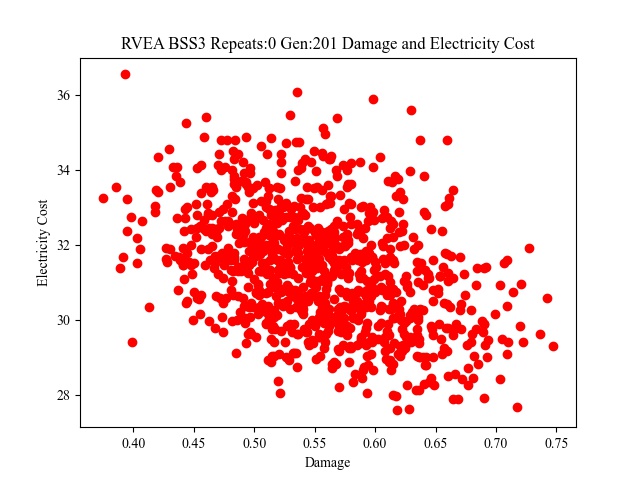 RVEA BSS3 Repeats:0 Gen:201 Damage and Electricity Cost
36
34
32
30
28
Electricity Cost
0.40 0.45 0.50 0.55 0.60 0.65 0.70 0.75
Damage